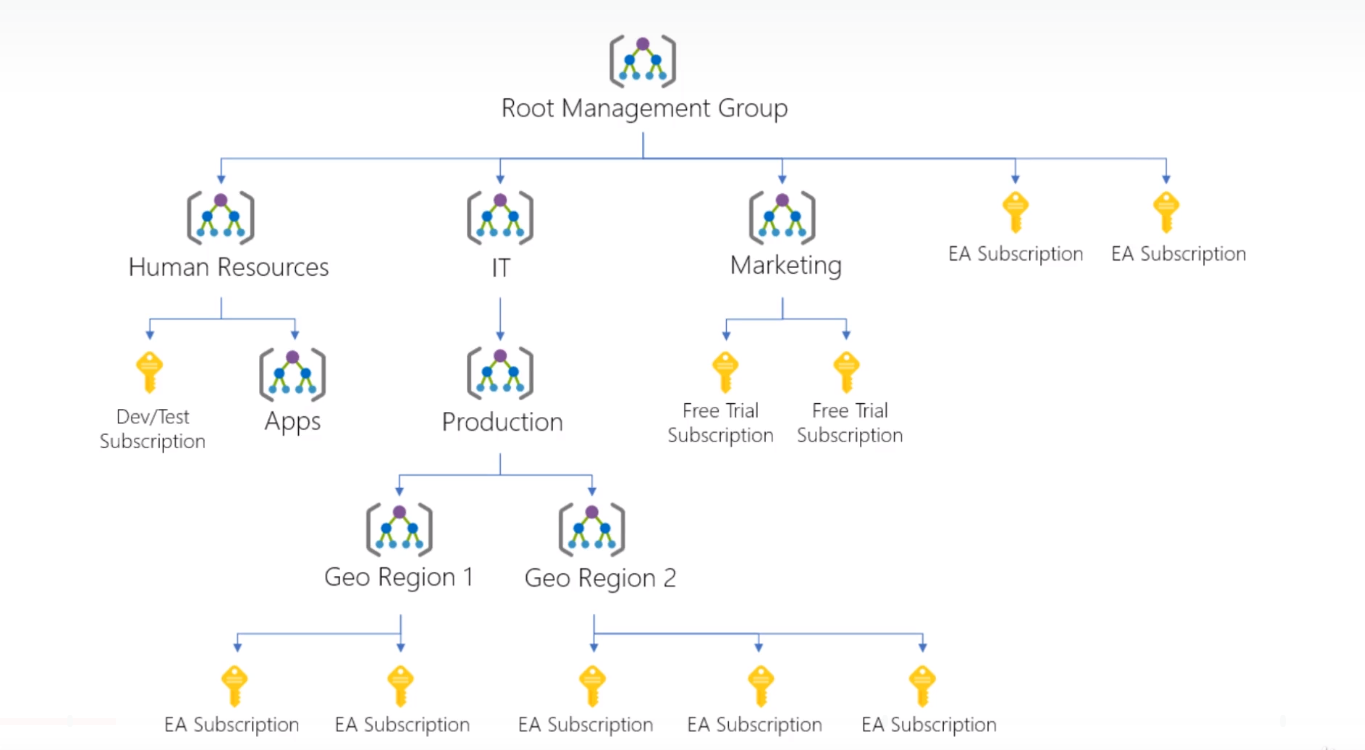 Root Management Group
Human Resources
IT
Marketing
EA Subscription
EA Subscription
Dev/Test
Subscription
Apps
Production
Free Trial
Subscription
Free Trial
Subscription
Geo Region 1
Geo Region 2
EA Subscription
EA Subscription
EA Subscription
EA Subscription
EA Subscription